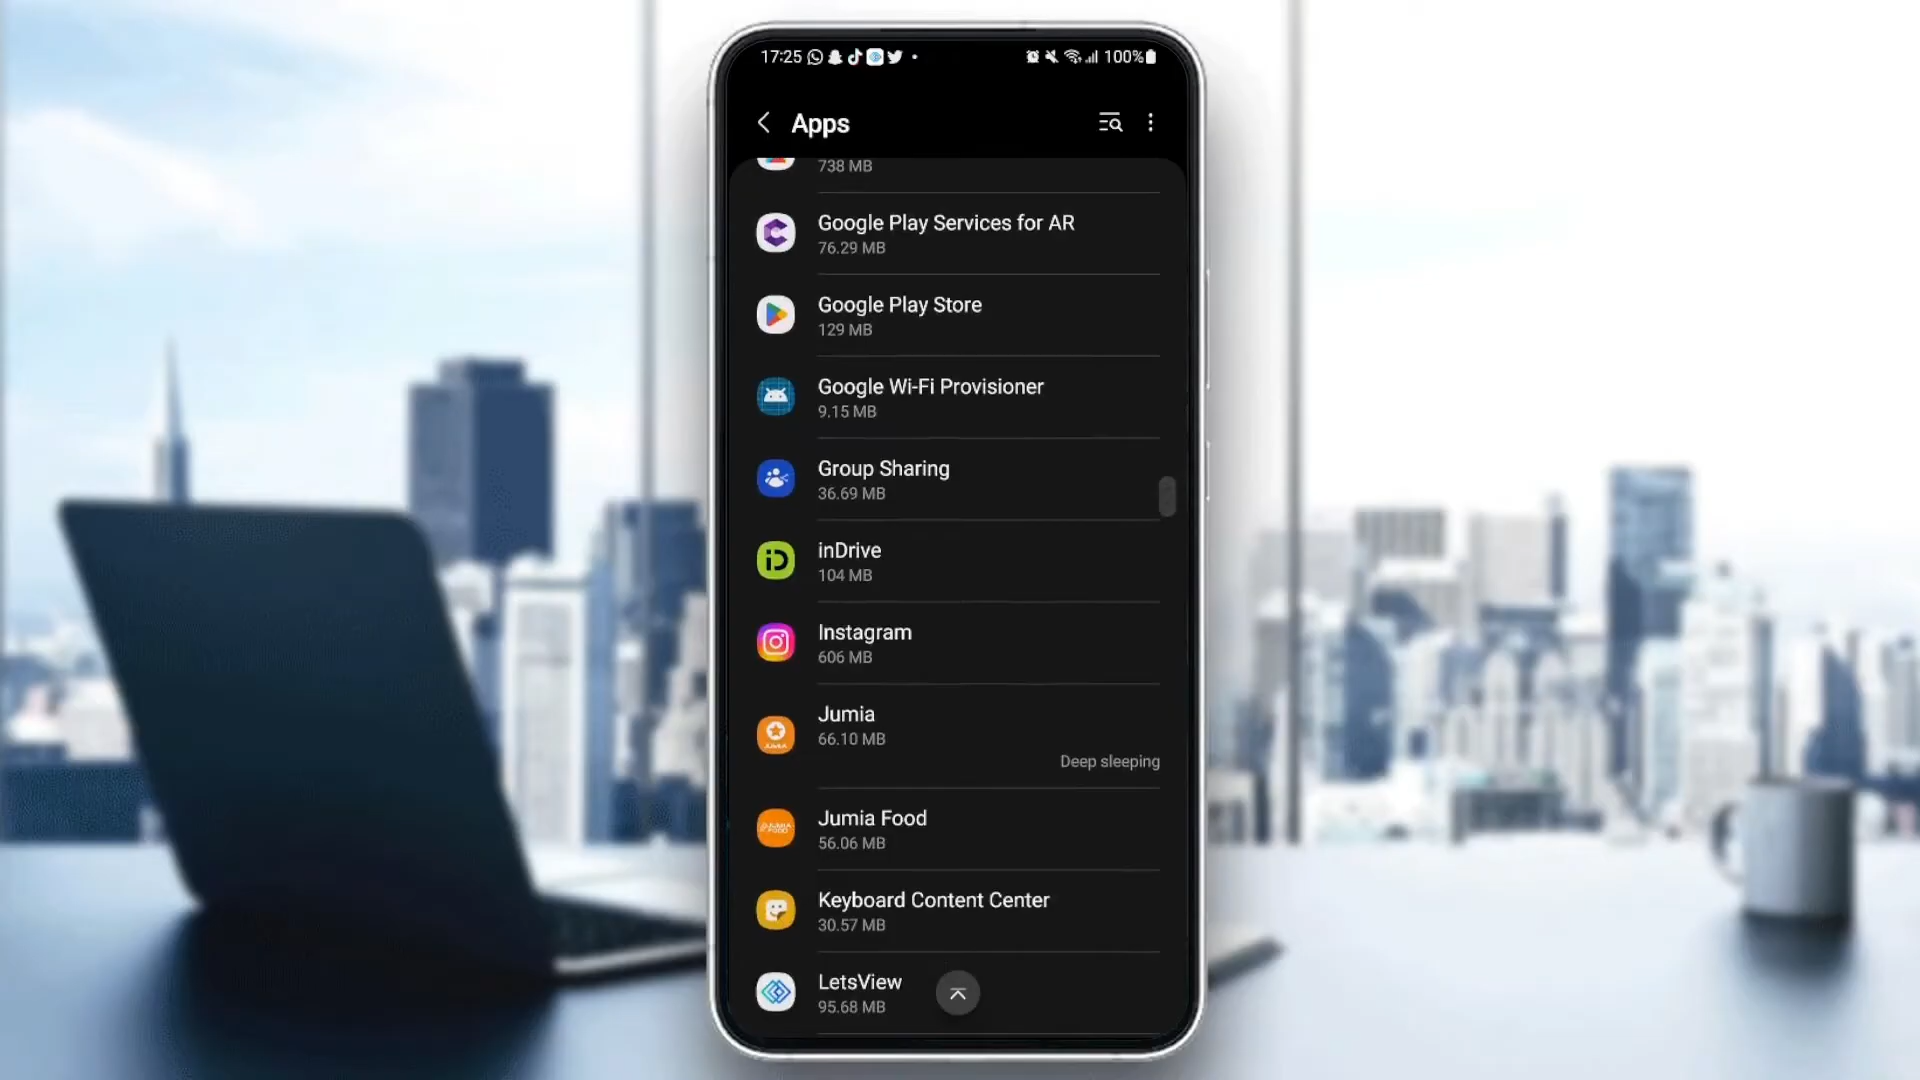 17:25
100%
Apps
738 MB
Google Play Services for AR
76.29 MB
Google Play Store
129 MB
Google Wi-Fi Provisioner
9.15 MB
Group Sharing
36.69 MB
inDrive
104 MB
Instagram
606 MB
Jumia
66.10 MB
Deep sleeping
Jumia Food
56.06 MB
Keyboard Content Center
30.57 MB
LetsView
95.68 MB